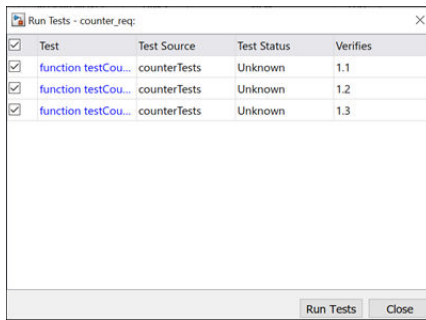 Run Tests - counter_req:
Test Test Source Test Status Verifies
function testCou... counterTests Unknown 1.1
function testCou... counterTests Unknown 1.2
function testCou... counterTests Unknown 1.3
Run Tests Close